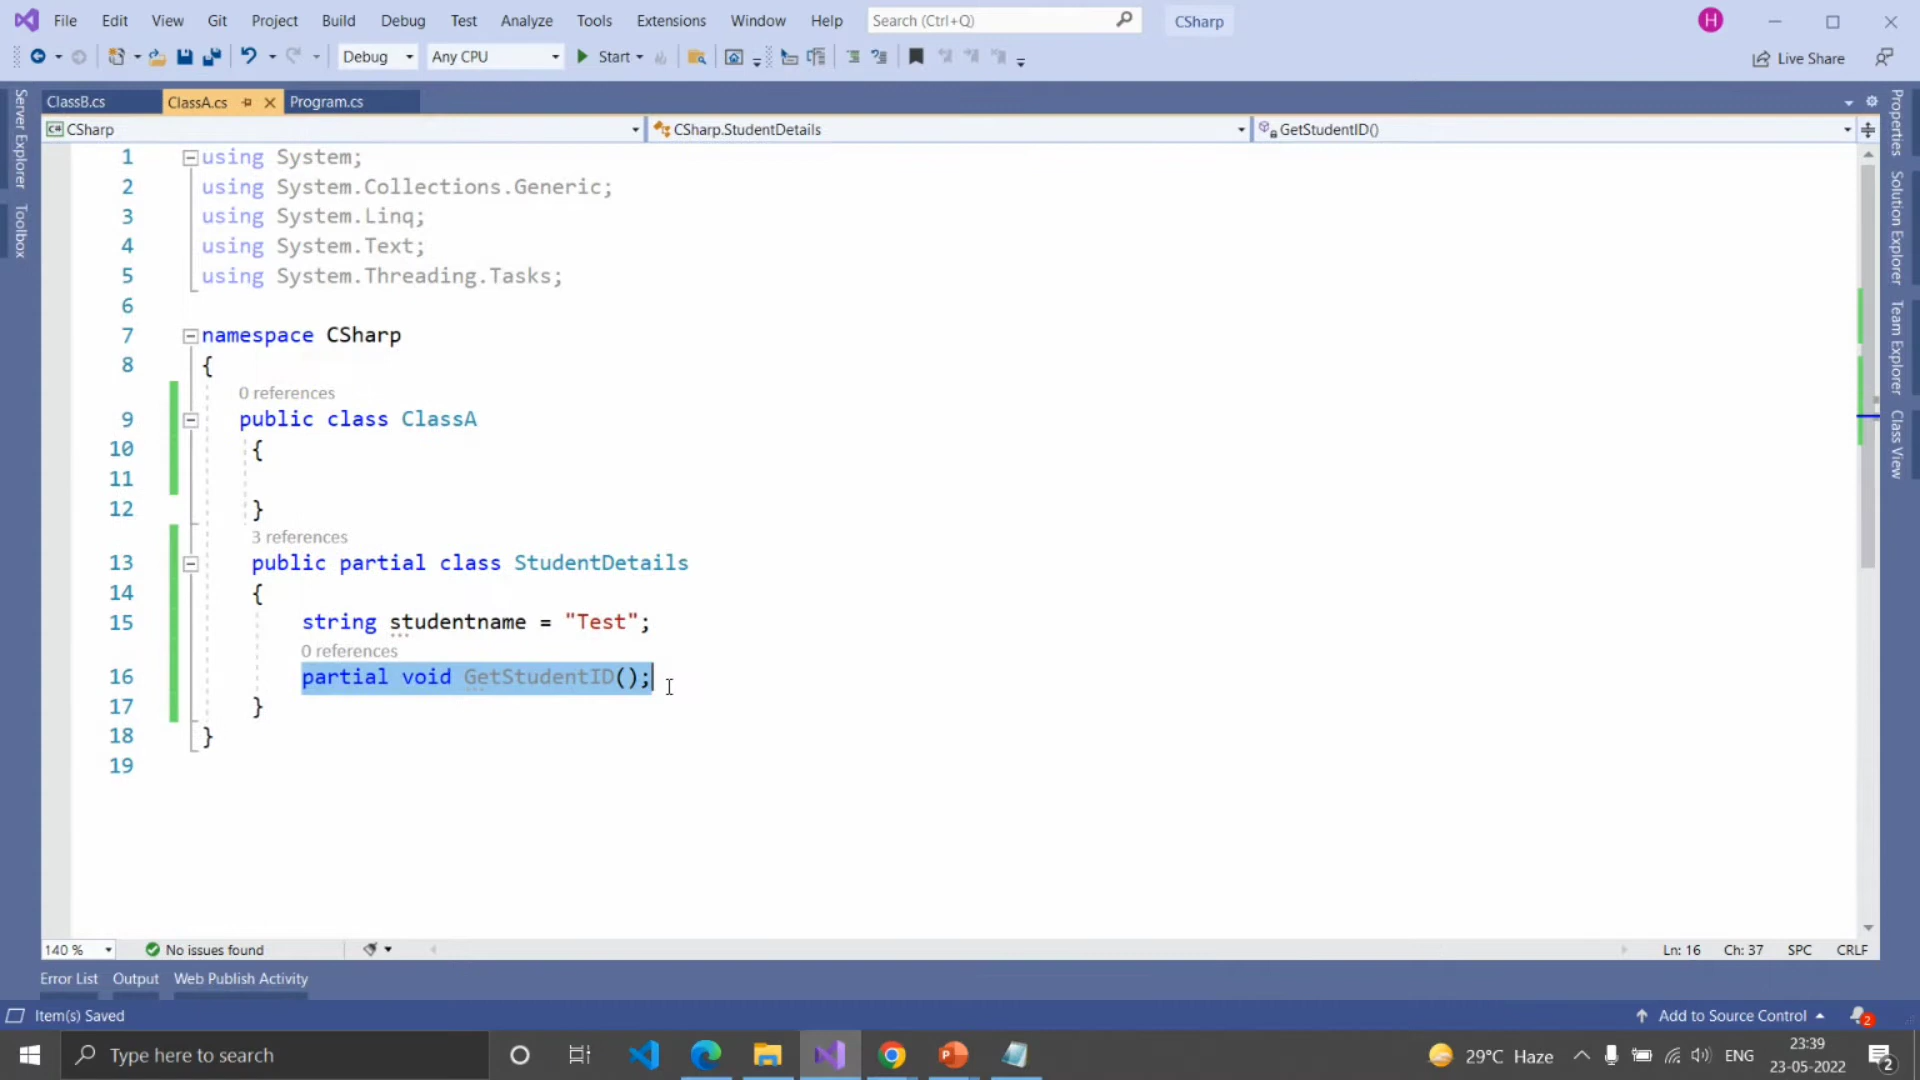 File Edit View Git Project Build Debug Test Analyze Tools Extensions Window Help Search (Ctrl+Q) CSharp H
Debug Any CPU Start Live Share
ClassB.cs ClassA.cs Program.cs
C# CSharp CSharp.StudentDetails GetStudentID()
Server Explorer
Toolbox
Properties
Solution Explorer
Team Explorer
Class View
1 using System;
2 using System.Collections.Generic;
3 using System.Linq;
4 using System.Text;
5 using System.Threading.Tasks;
6
7 namespace CSharp
8 {
0 references
9 public class ClassA
10 {
11
12 }
3 references
13 public partial class StudentDetails
14 {
15 string studentname = "Test";
0 references
16 partial void GetStudentID();
17 }
18 }
19
140 % No issues found Ln: 16 Ch: 37 SPC CRLF
Error List Output Web Publish Activity
Item(s) Saved Add to Source Control 2
Type here to search 29°C Haze ENG 23:39
23-05-2022 2